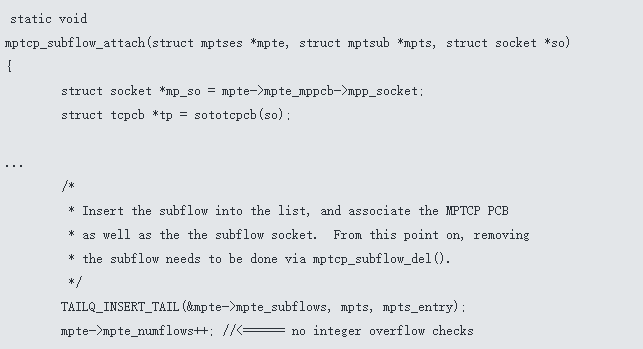 static void
mptcp_subflow_attach(struct mptses *mpte, struct mptsub *mpts, struct socket *so)
{
struct socket *mp_so = mpte->mpte_mppcb->mpp_socket;
struct tcpcb *tp = sototcpcb(so);
...
/*
* Insert the subflow into the list, and associate the MPTCP PCB
* as well as the the subflow socket.  From this point on, removing
* the subflow needs to be done via mptcp_subflow_del().
*/
TAILQ_INSERT_TAIL(&mpte->mpte_subflows, mpts, mpts_entry);
mpte->mpte_numflows++; //<====== no integer overflow checks